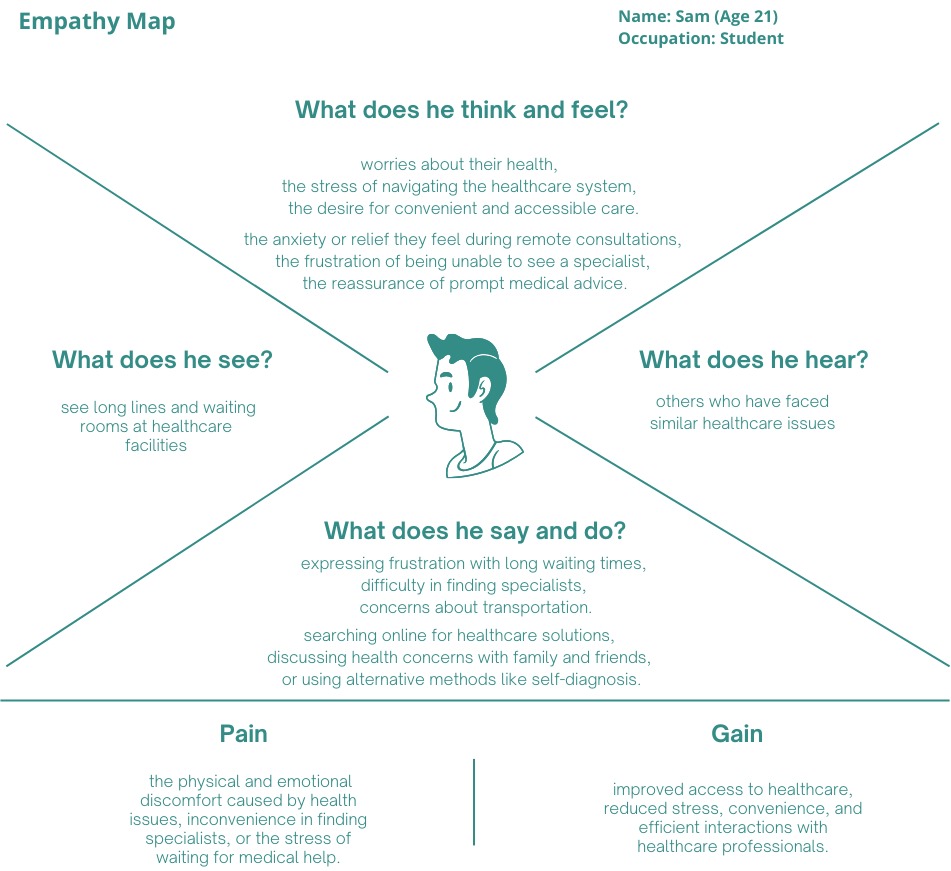 Empathy Map
Name: Sam (Age 21)
Occupation: Student
What does he think and feel?
worries about their health,
the stress of navigating the healthcare system,
the desire for convenient and accessible care.
the anxiety or relief they feel during remote consultations,
the frustration of being unable to see a specialist,
the reassurance of prompt medical advice.
What does he see?
see long lines and waiting
rooms at healthcare
facilities
What does he hear?
others who have faced
similar healthcare issues
What does he say and do?
expressing frustration with long waiting times,
difficulty in finding specialists,
concerns about transportation.
searching online for healthcare solutions,
discussing health concerns with family and friends,
or using alternative methods like self-diagnosis.
Pain
the physical and emotional
discomfort caused by health
issues, inconvenience in finding
specialists, or the stress of
waiting for medical help.
Gain
improved access to healthcare,
reduced stress, convenience, and
efficient interactions with
healthcare professionals.